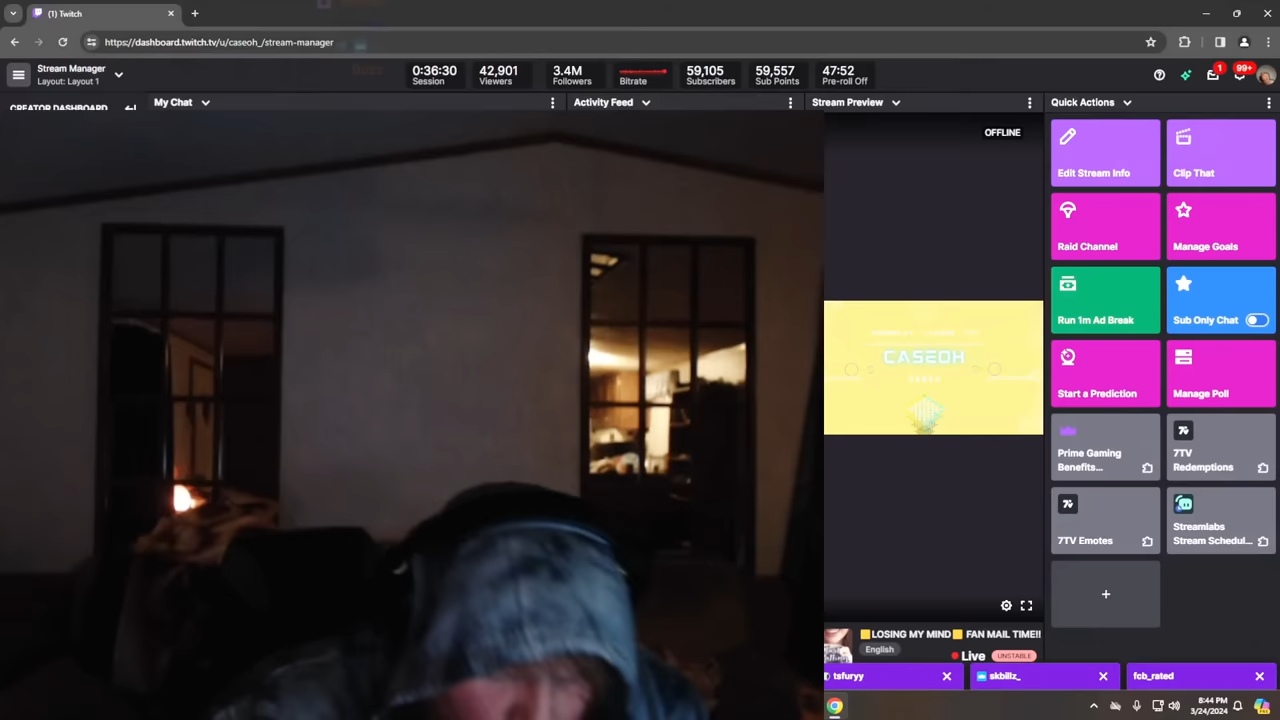 (1) Twitch
https://dashboard.twitch.tv/u/caseoh_/stream-manager
Stream Manager
Layout: Layout 1
0:36:30
Session
42,901
Viewers
3.4M
Followers
Bitrate
59,105
Subscribers
59,557
Sub Points
47:52
Pre-roll Off
1
99+
CREATOR DASHBOARD
My Chat
Activity Feed
Stream Preview
Quick Actions
OFFLINE
CASEOH
Edit Stream Info
Clip That
Raid Channel
Manage Goals
Run 1m Ad Break
Sub Only Chat
Start a Prediction
Manage Poll
Prime Gaming
Benefits...
7TV
Redemptions
7TV Emotes
Streamlabs
Stream Schedul...
LOSING MY MIND FAN MAIL TIME!!
English
Live
UNSTABLE
tsfuryy
skbillz_
fcb_rated
8:44 PM
3/24/2024